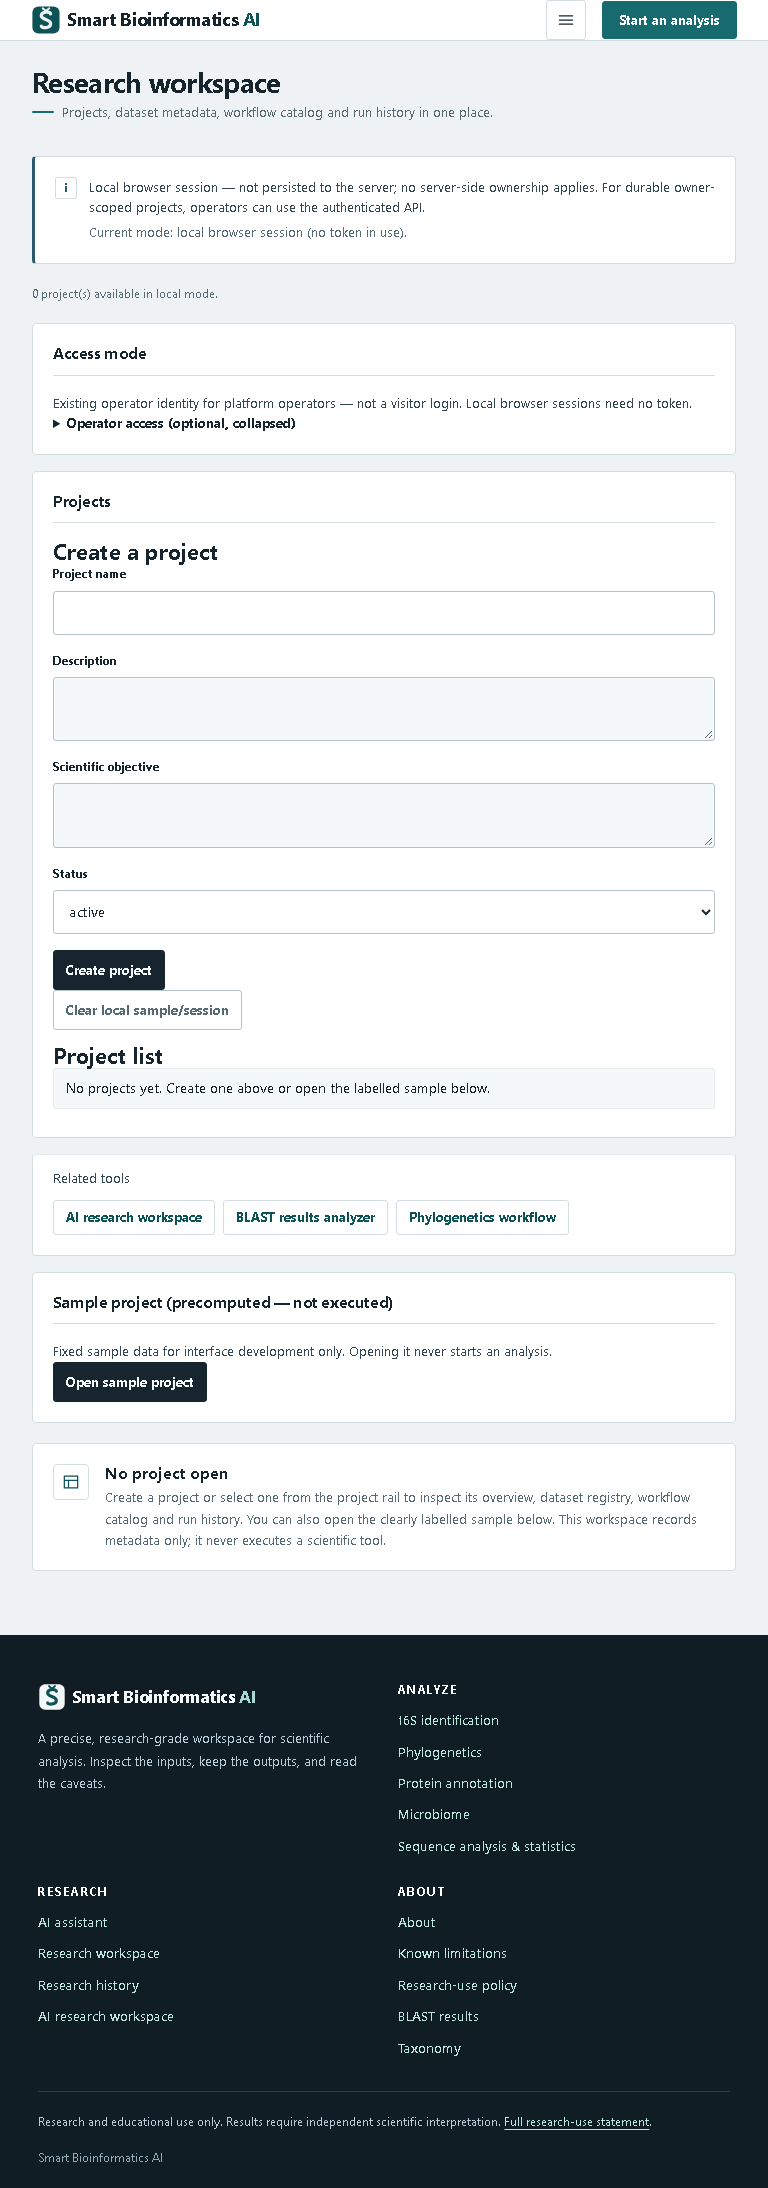 Smart Bioinformatics AI
Start an analysis
Research workspace
Projects, dataset metadata, workflow catalog and run history in one place.
Local browser session — not persisted to the server; no server-side ownership applies. For durable owner-
scoped projects, operators can use the authenticated API.
Current mode: local browser session (no token in use).
0 project(s) available in local mode.
Access mode
Existing operator identity for platform operators — not a visitor login. Local browser sessions need no token.
Operator access (optional, collapsed)
Projects
Create a project
Project name
Description
Scientific objective
Status
active
Create project
Clear local sample/session
Project list
No projects yet. Create one above or open the labelled sample below.
Related tools
AI research workspace
BLAST results analyzer
Phylogenetics workflow
Sample project (precomputed — not executed)
Fixed sample data for interface development only. Opening it never starts an analysis.
Open sample project
No project open
Create a project or select one from the project rail to inspect its overview, dataset registry, workflow
catalog and run history. You can also open the clearly labelled sample below. This workspace records
metadata only; it never executes a scientific tool.
Smart Bioinformatics AI
A precise, research-grade workspace for scientific
analysis. Inspect the inputs, keep the outputs, and read
the caveats.
ANALYZE
16S identification
Phylogenetics
Protein annotation
Microbiome
Sequence analysis & statistics
RESEARCH
AI assistant
Research workspace
Research history
AI research workspace
ABOUT
About
Known limitations
Research-use policy
BLAST results
Taxonomy
Research and educational use only. Results require independent scientific interpretation. Full research-use statement.
Smart Bioinformatics AI